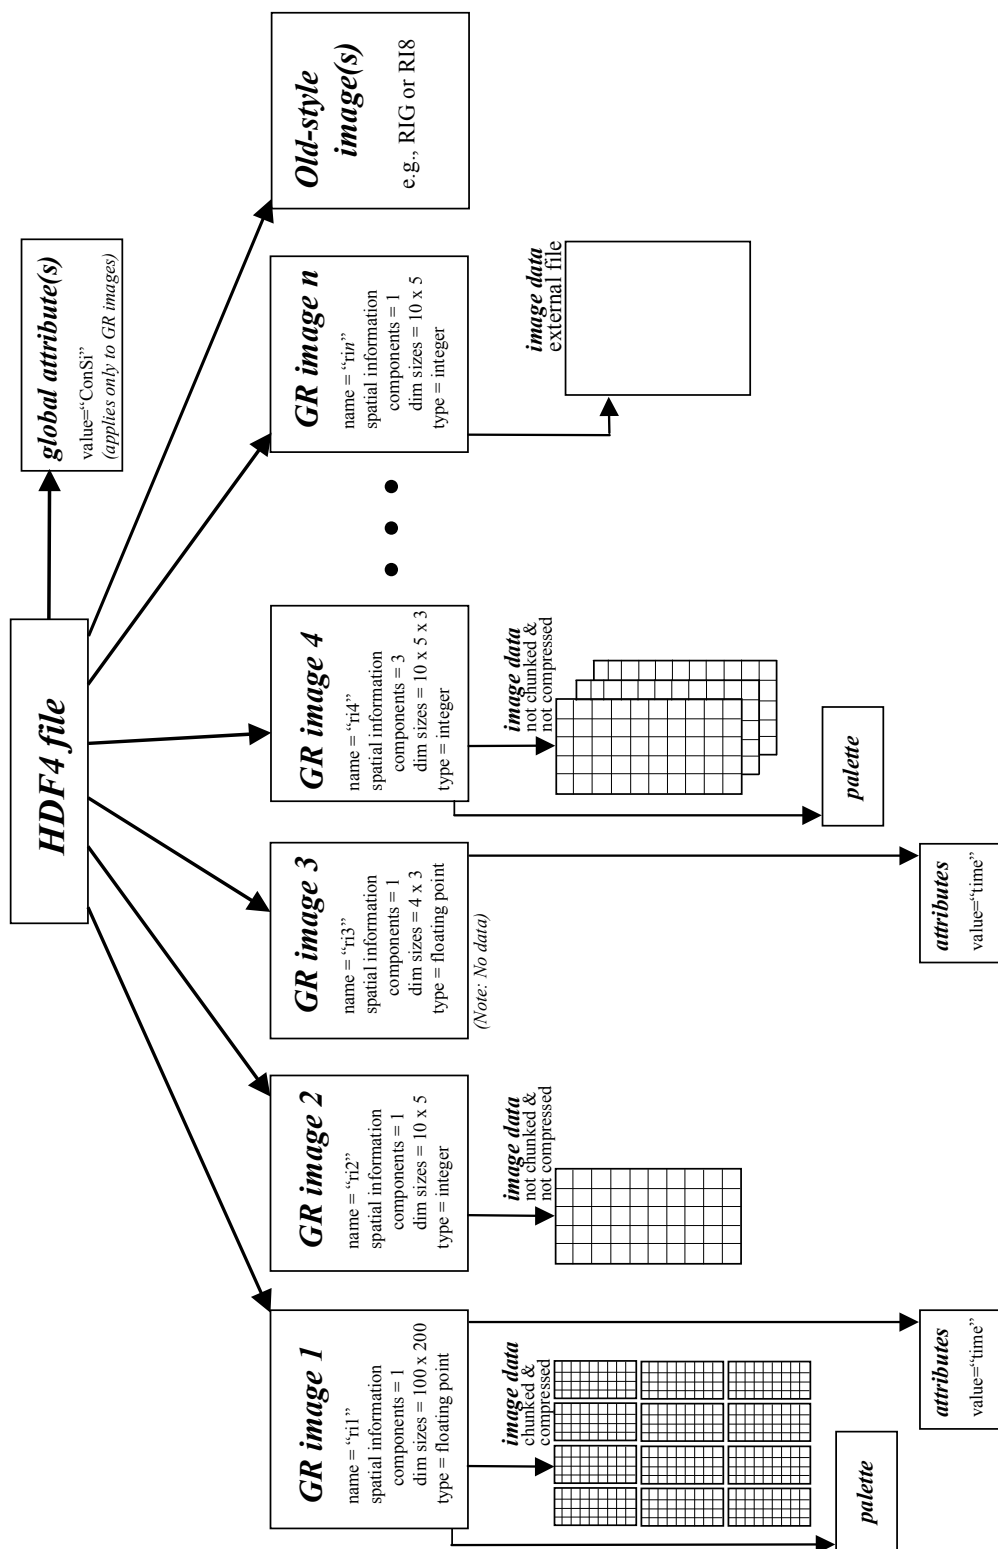 HDF4 file
global attribute(s)
value=“ConSi”
(applies only to GR images)
GR image 1
name = “ri1”
spatial information
components = 1
dim sizes = 100 x 200
type = floating point
GR image 2
name = “ri2”
spatial information
components = 1
dim sizes = 10 x 5
type = integer
GR image 3
name = “ri3”
spatial information
components = 1
dim sizes = 4 x 3
type = floating point
(Note: No data)
GR image 4
name = “ri4”
spatial information
components = 3
dim sizes = 10 x 5 x 3
type = integer
GR image n
name = “rin”
spatial information
components = 1
dim sizes = 10 x 5
type = integer
Old-style
image(s)
e.g., RIG or RI8
image data
chunked &
compressed
image data
not chunked &
not compressed
image data
not chunked &
not compressed
image data
external file
palette
attributes
value=“time”
attributes
value=“time”
palette